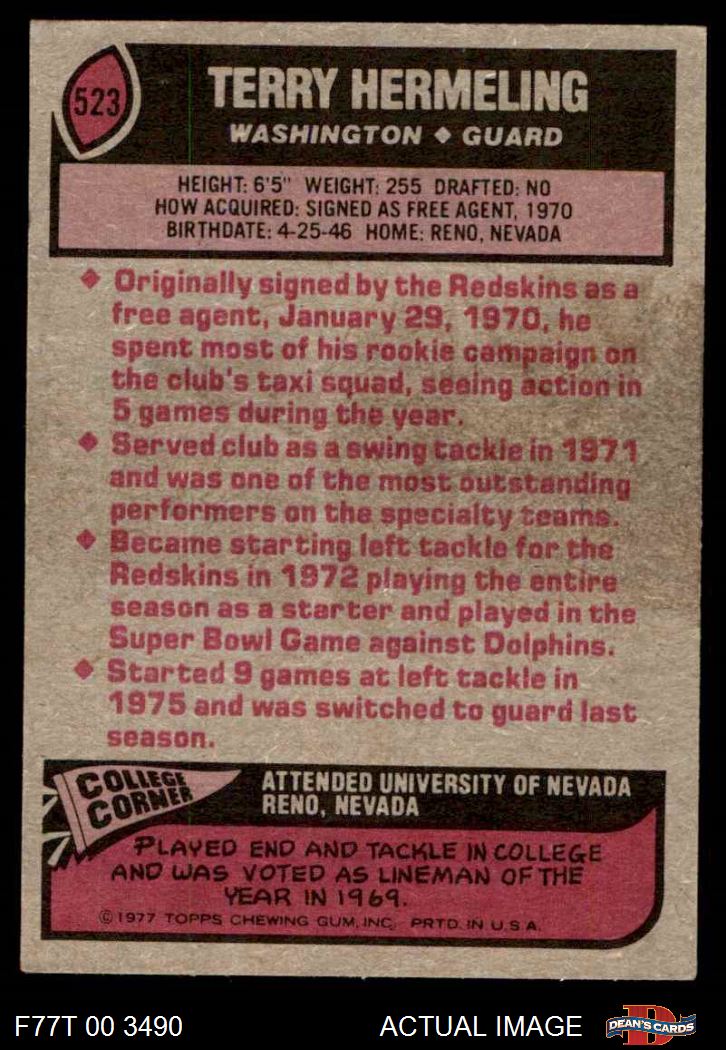 523
TERRY HERMELING
WASHINGTON ◆ GUARD
HEIGHT: 6'5" WEIGHT: 255 DRAFTED: NO
HOW ACQUIRED: SIGNED AS FREE AGENT, 1970
BIRTHDATE: 4-25-46 HOME: RENO, NEVADA
◆ Originally signed by the Redskins as a
free agent, January 29, 1970, he
spent most of his rookie campaign on
the club's taxi squad, seeing action in
5 games during the year.
◆ Served club as a swing tackle in 1971
and was one of the most outstanding
performers on the specialty teams.
◆ Became starting left tackle for the
Redskins in 1972 playing the entire
season as a starter and played in the
Super Bowl Game against Dolphins.
◆ Started 9 games at left tackle in
1975 and was switched to guard last
season.
COLLEGE
CORNER
ATTENDED UNIVERSITY OF NEVADA
RENO, NEVADA
PLAYED END AND TACKLE IN COLLEGE
AND WAS VOTED AS LINEMAN OF THE
YEAR IN 1969.
© 1977 TOPPS CHEWING GUM, INC. PRTD. IN U.S.A.
F77T 00 3490
ACTUAL IMAGE
D
DEAN'S CARDS